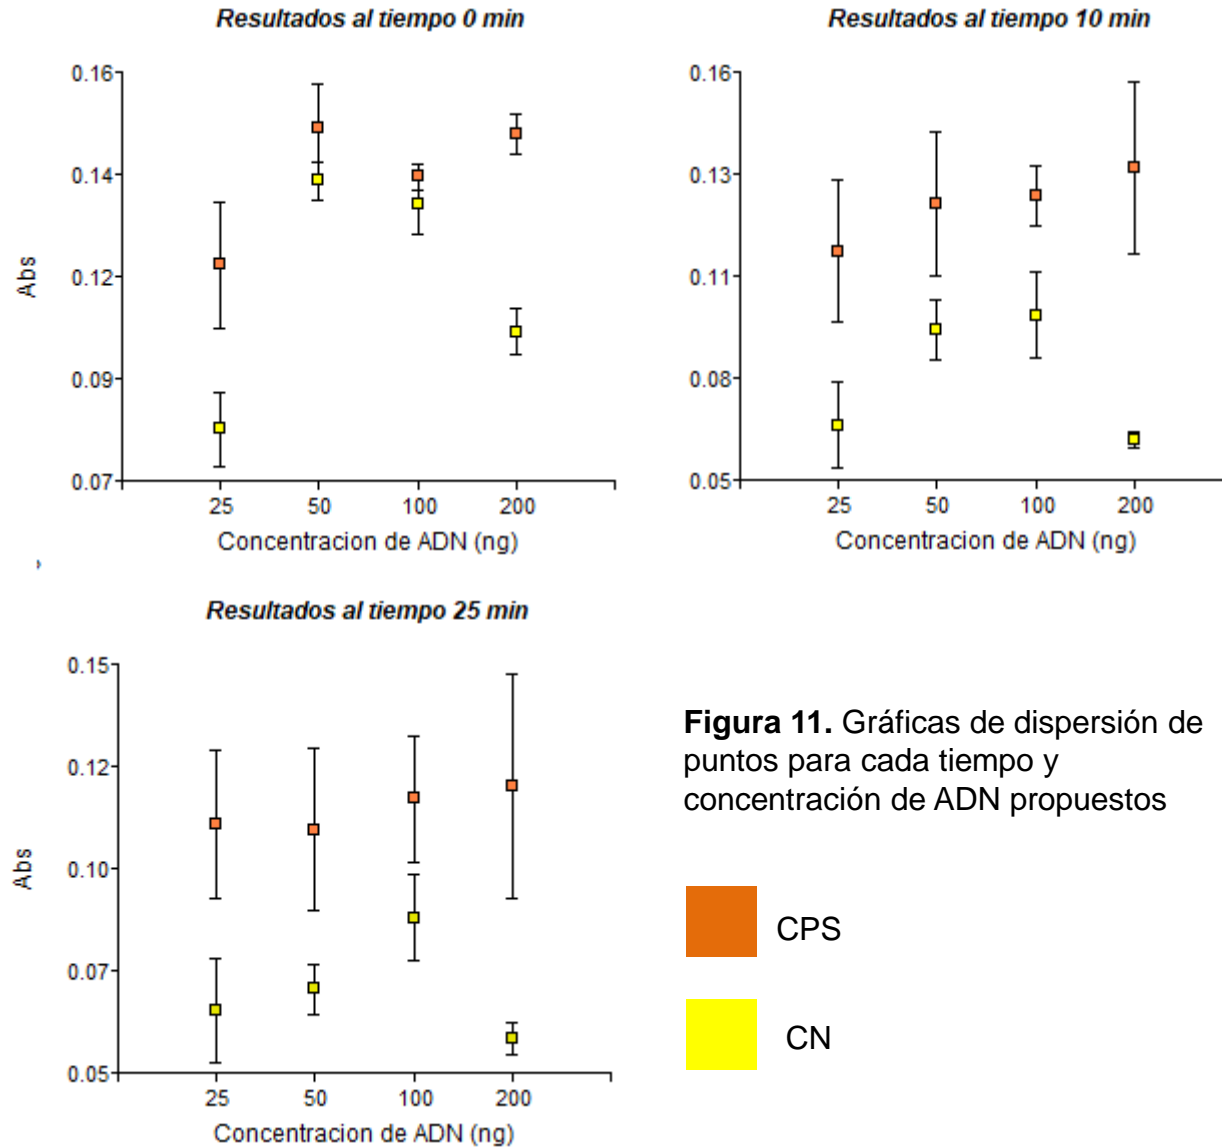 Resultados al tiempo 0 min
0.16
0.14
0.12
0.09
0.07
Abs
25 50 100 200
Concentracion de ADN (ng)
Resultados al tiempo 10 min
0.16
0.13
0.11
0.08
0.05
25 50 100 200
Concentracion de ADN (ng)
Resultados al tiempo 25 min
0.15
0.12
0.10
0.07
0.05
Abs
25 50 100 200
Concentracion de ADN (ng)
Figura 11. Gráficas de dispersión de
puntos para cada tiempo y
concentración de ADN propuestos
CPS
CN